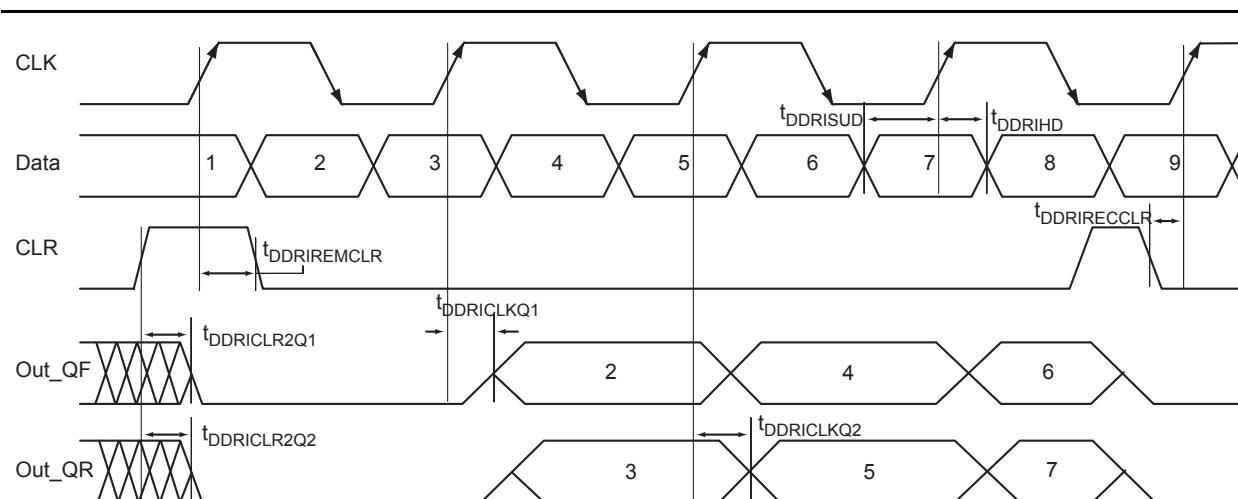 CLK
tDDRISUD
tDDRIHD
Data
1 2 3 4 5 6 7 8 9
tDDRIRECCLR
CLR
tDDRIREMCLR
tDDRICLKQ1
tDDRICLR2Q1
Out_QF
2 4 6
tDDRICLR2Q2
tDDRICLKQ2
Out_QR
3 5 7